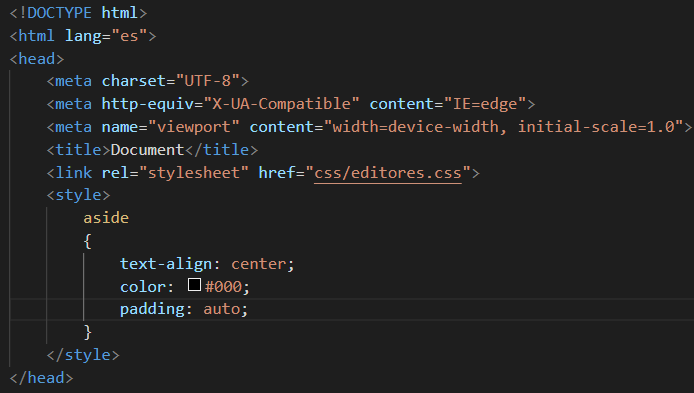 <!DOCTYPE html>
<html lang="es">
<head>
<meta charset="UTF-8">
<meta http-equiv="X-UA-Compatible" content="IE=edge">
<meta name="viewport" content="width=device-width, initial-scale=1.0">
<title>Document</title>
<link rel="stylesheet" href="css/editores.css">
<style>
aside
{
text-align: center;
color: #000;
padding: auto;
}
</style>
</head>